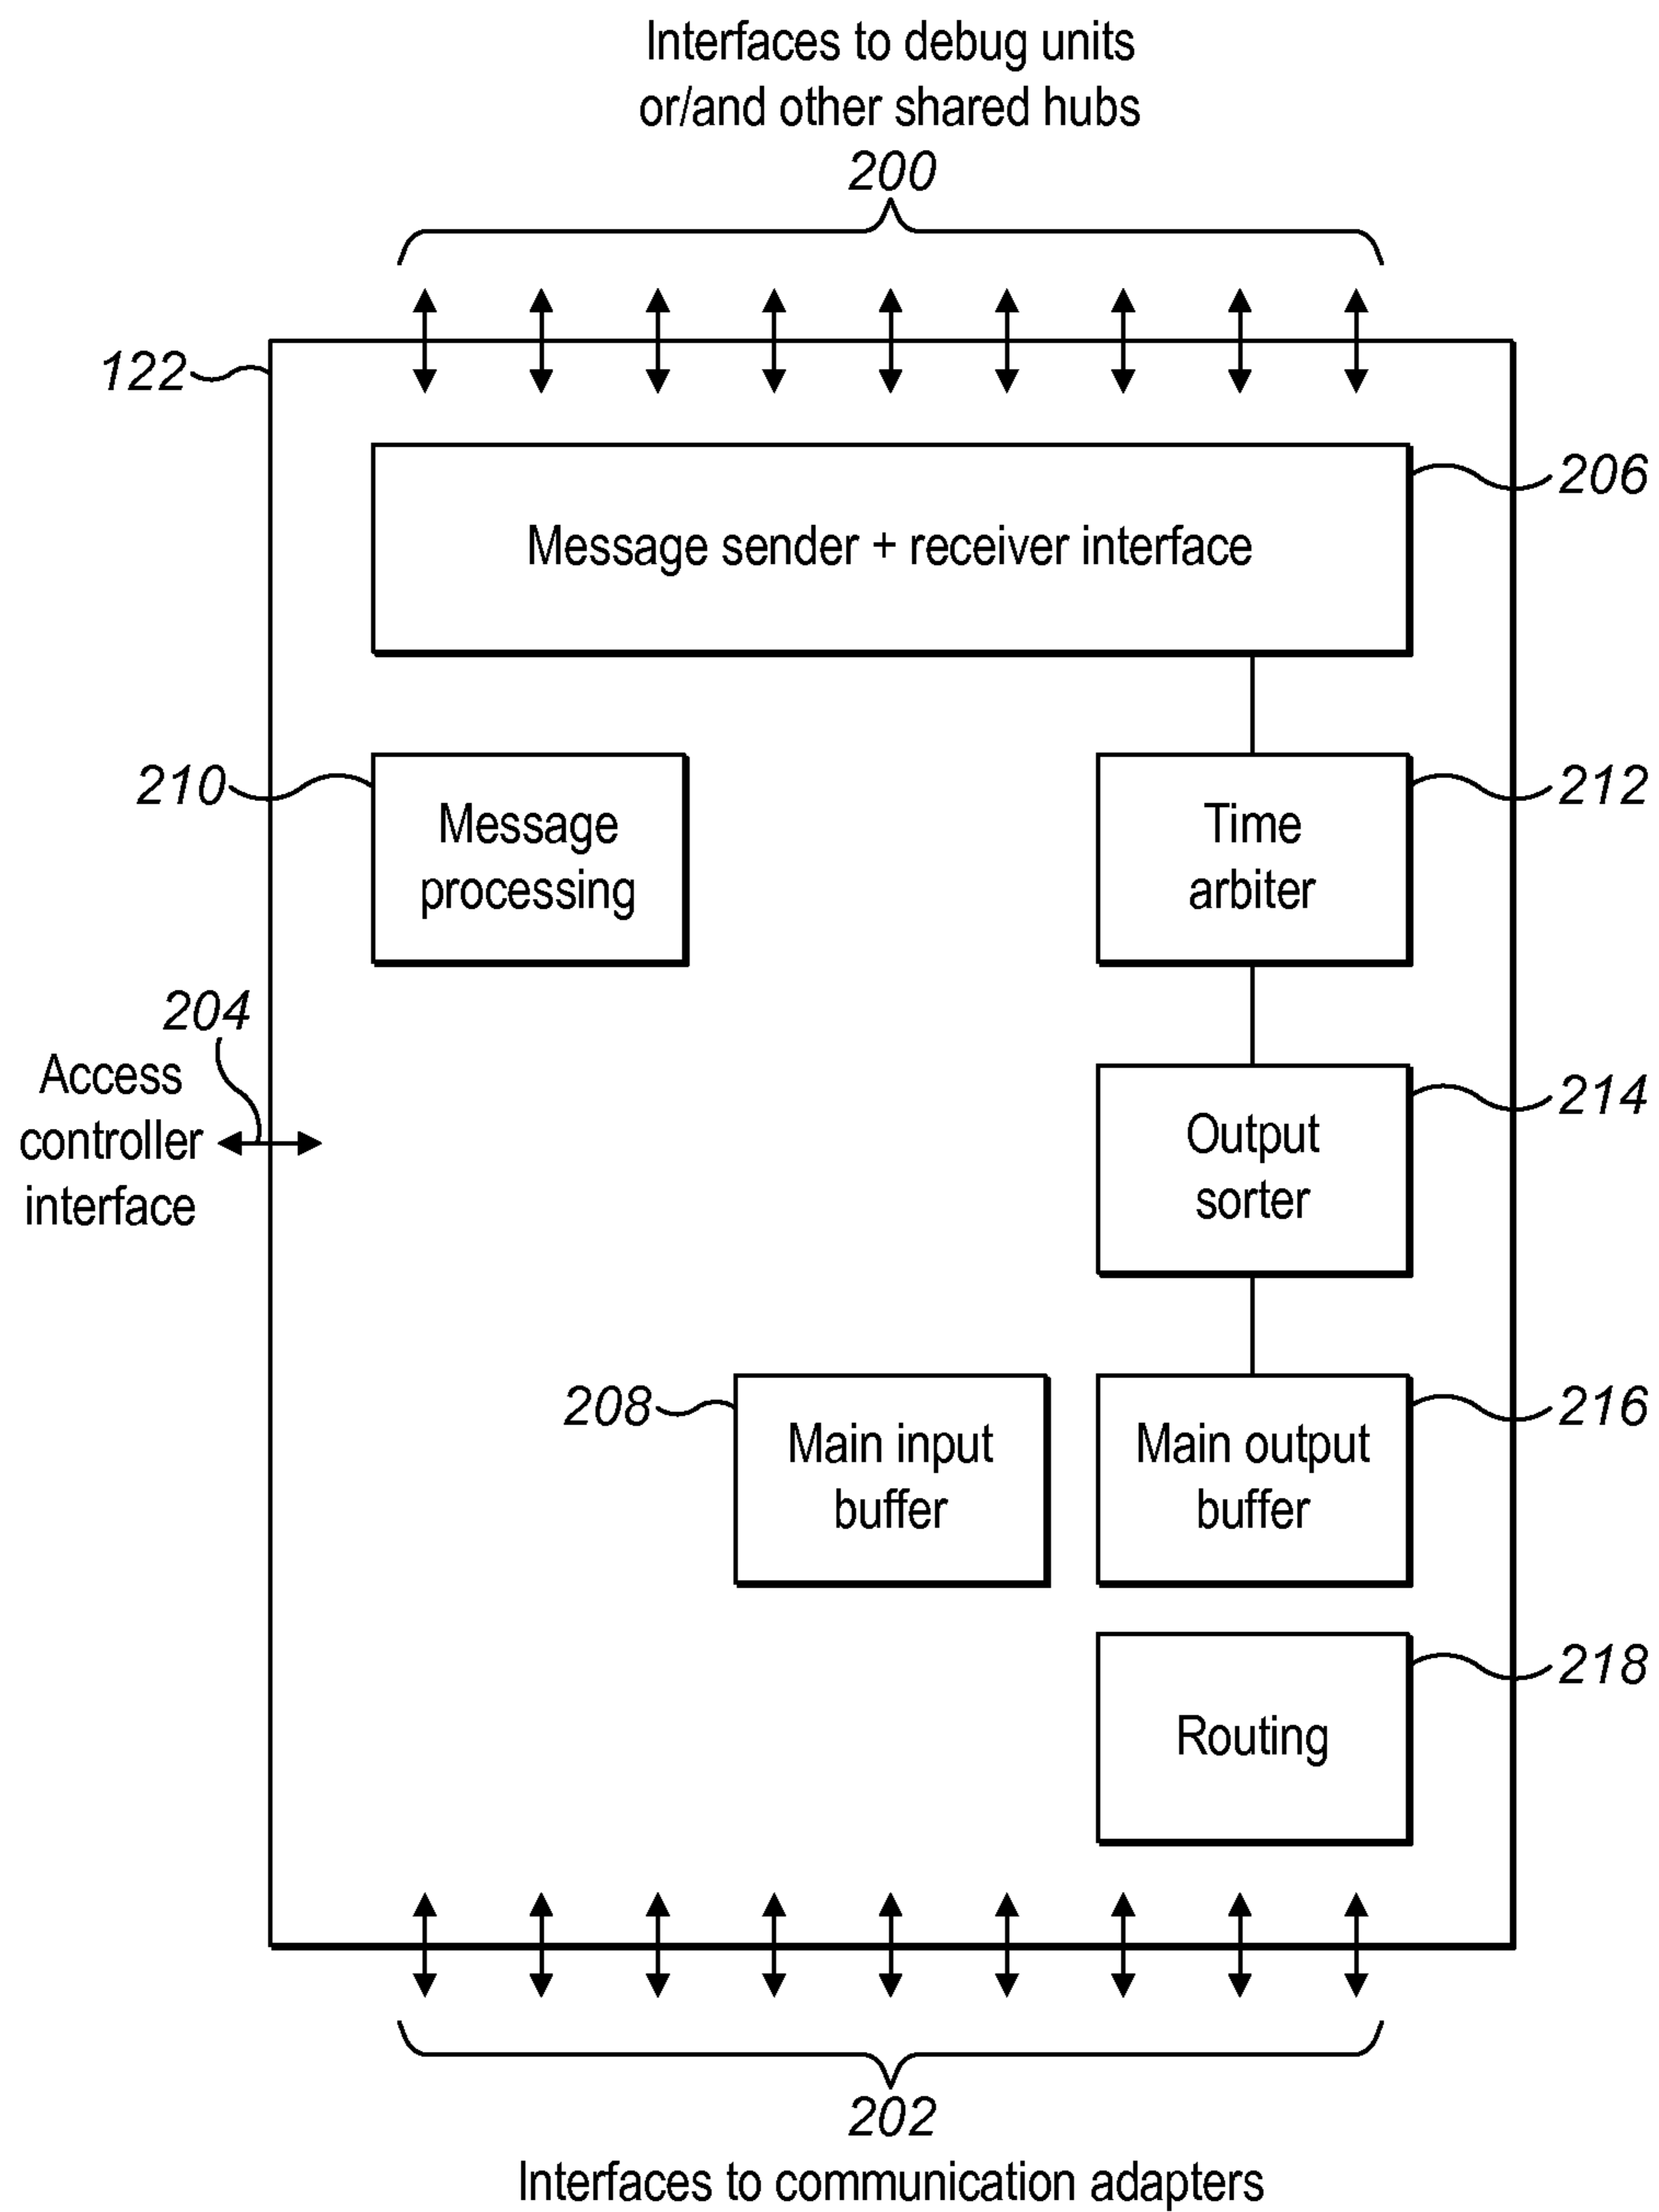 Interfaces to debug units
or/and other shared hubs
200
122
206
Message sender + receiver interface
210
212
Message
processing
Time
arbiter
204
Access
controller
interface
214
Output
sorter
208
216
Main input
buffer
Main output
buffer
218
Routing
202
Interfaces to communication adapters